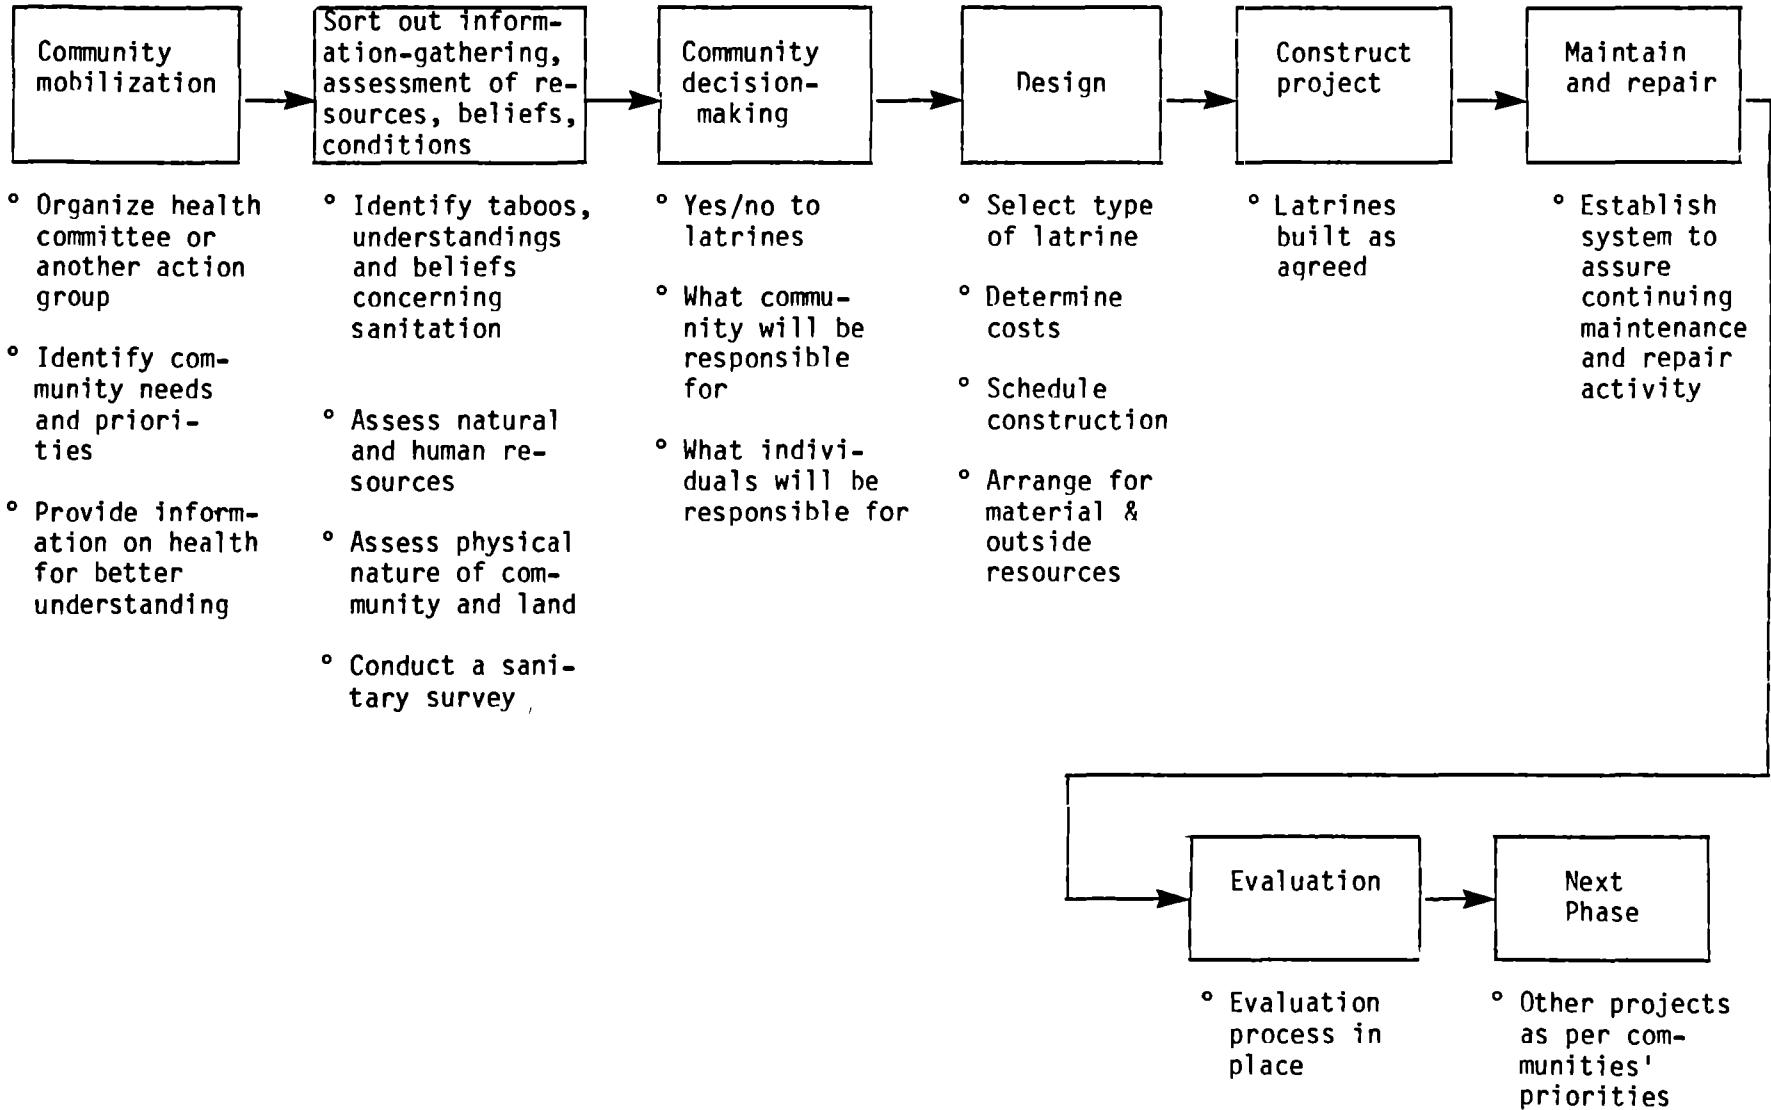 Community
mobilization
Sort out inform-
ation-gathering,
assessment of re-
sources, beliefs,
conditions
Community
decision-
making
Design
Construct
project
Maintain
and repair
° Organize health
committee or
another action
group
° Identify com-
munity needs
and priori-
ties
° Provide inform-
ation on health
for better
understanding
° Identify taboos,
understandings
and beliefs
concerning
sanitation
° Assess natural
and human re-
sources
° Assess physical
nature of com-
munity and land
° Conduct a sani-
tary survey
° Yes/no to
latrines
° What commu-
nity will be
responsible
for
° What indivi-
duals will be
responsible for
° Select type
of latrine
° Determine
costs
° Schedule
construction
° Arrange for
material &
outside
resources
° Latrines
built as
agreed
° Establish
system to
assure
continuing
maintenance
and repair
activity
Evaluation
Next
Phase
° Evaluation
process in
place
° Other projects
as per com-
munities'
priorities